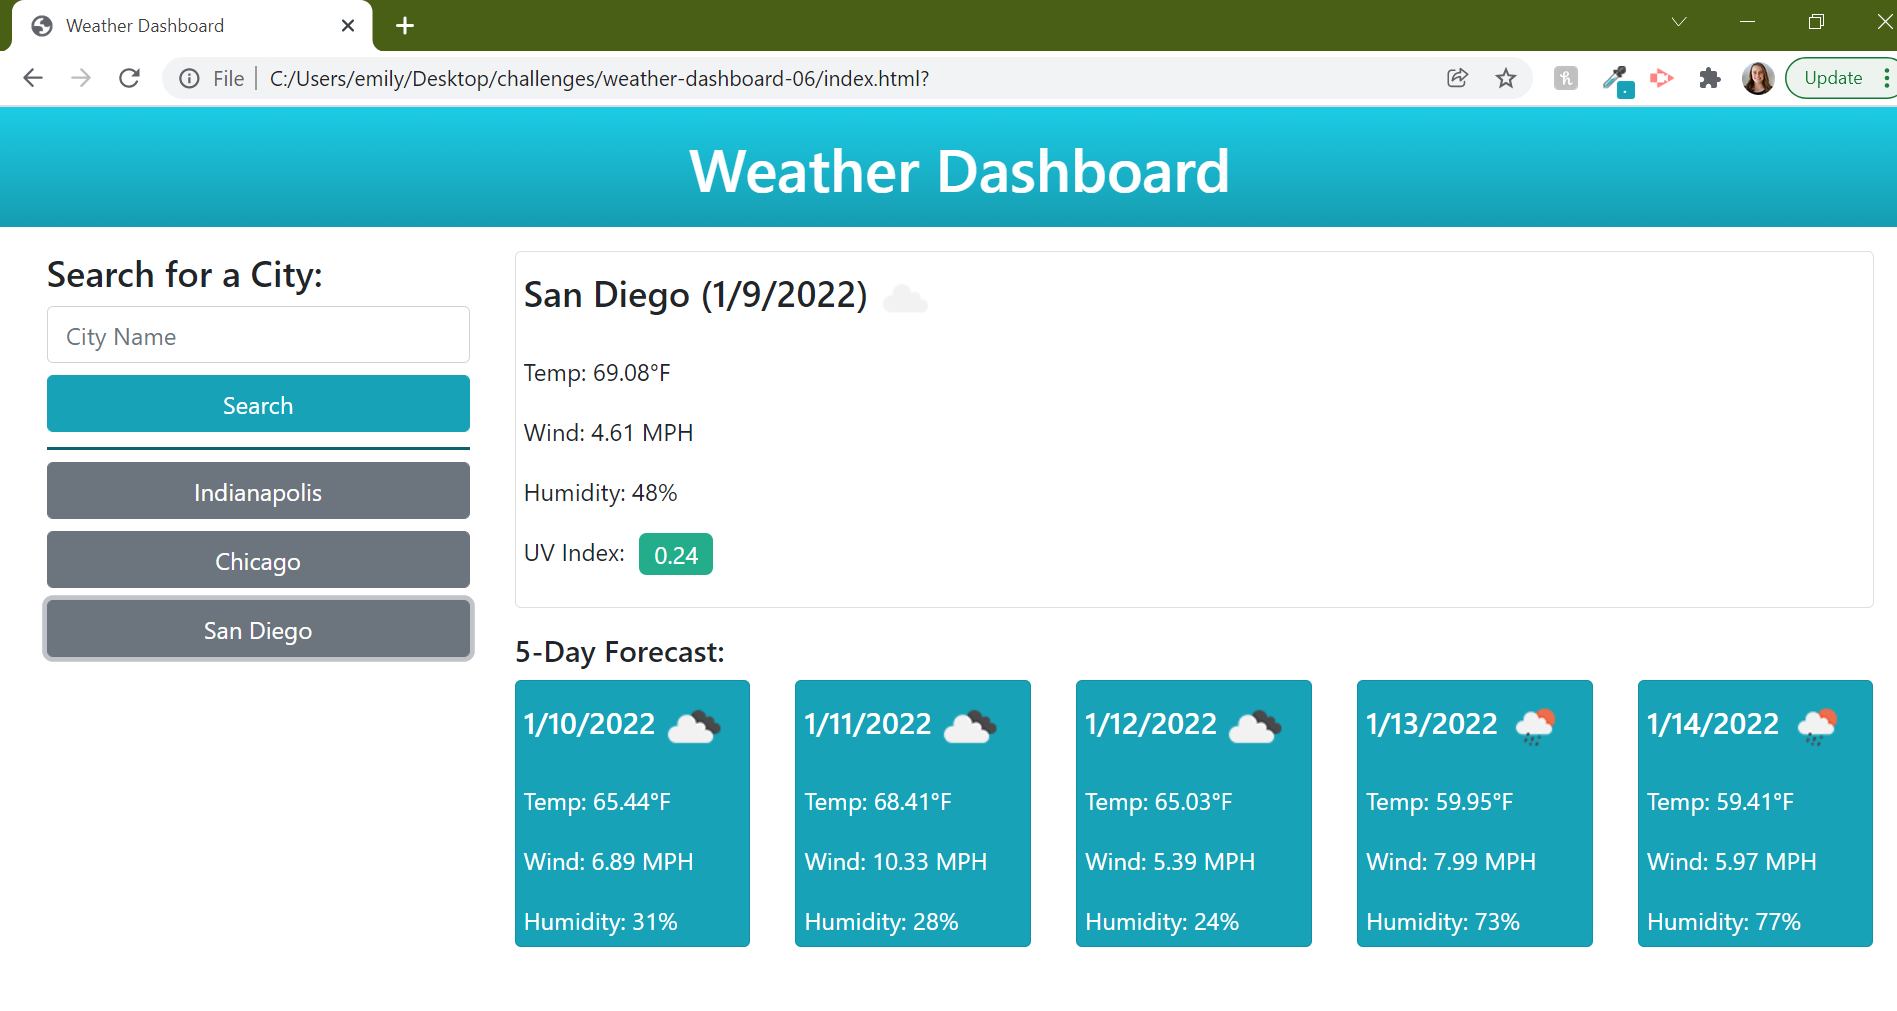 Weather Dashboard
File
C:/Users/emily/Desktop/challenges/weather-dashboard-06/index.html?
Update
Weather Dashboard
Search for a City:
City Name
Search
Indianapolis
Chicago
San Diego
San Diego (1/9/2022)
Temp: 69.08°F
Wind: 4.61 MPH
Humidity: 48%
UV Index: 0.24
5-Day Forecast:
1/10/2022
Temp: 65.44°F
Wind: 6.89 MPH
Humidity: 31%
1/11/2022
Temp: 68.41°F
Wind: 10.33 MPH
Humidity: 28%
1/12/2022
Temp: 65.03°F
Wind: 5.39 MPH
Humidity: 24%
1/13/2022
Temp: 59.95°F
Wind: 7.99 MPH
Humidity: 73%
1/14/2022
Temp: 59.41°F
Wind: 5.97 MPH
Humidity: 77%